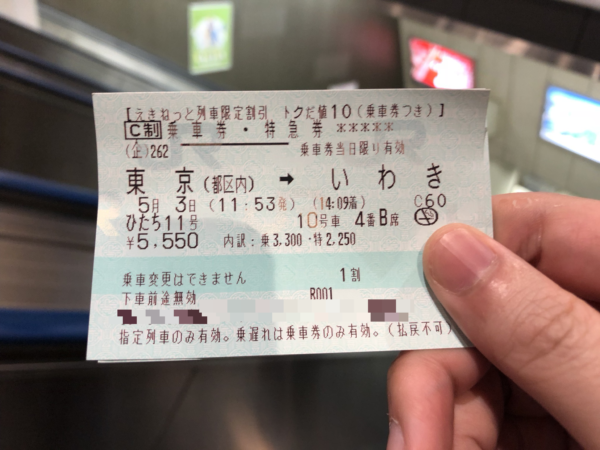 【えきねっと列車限定割引 トクだ値10(乗車券つき)】
C制 乗車券・特急券 *****
(企)262 乗車券当日限り有効
東京(都区内) → いわき
5月 3日 (11:53発) (14:09着) C60
ひたち11号 10号車 4番B席
¥5,550 内訳:乗3,300・特2,250
乗車変更はできません 1割
下車前途無効 R001
指定列車のみ有効。乗遅れは乗車券のみ有効。(払戻不可)